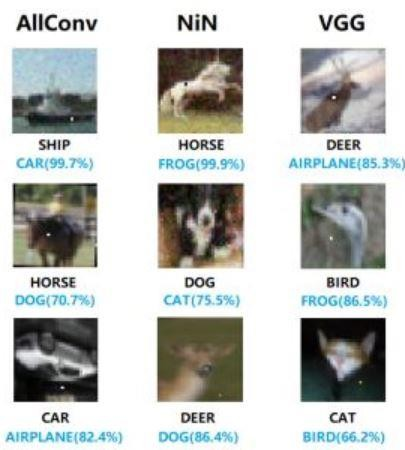 AllConv NiN VGG
SHIP HORSE DEER
CAR(99.7%) FROG(99.9%) AIRPLANE(85.3%)
HORSE DOG BIRD
DOG(70.7%) CAT(75.5%) FROG(86.5%)
CAR DEER CAT
AIRPLANE(82.4%) DOG(86.4%) BIRD(66.2%)